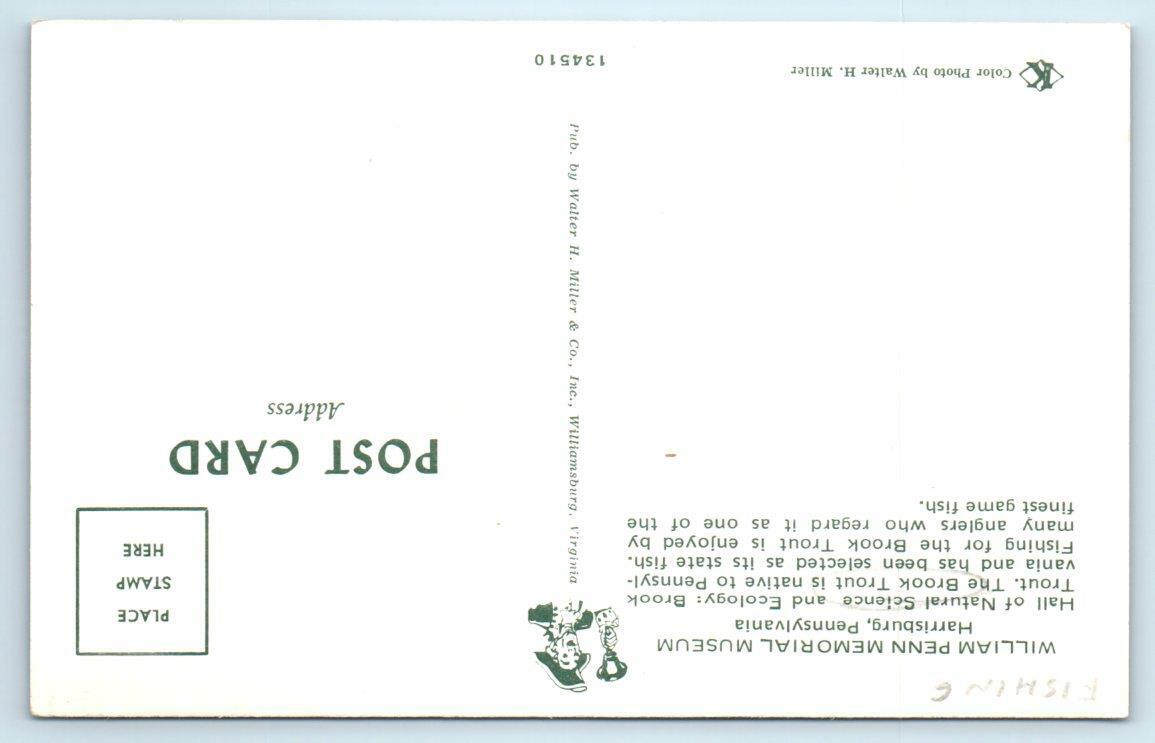 FISHING
WILLIAM PENN MEMORIAL MUSEUM
Harrisburg, Pennsylvania
Hall of Natural Science and Ecology: Brook
Trout. The Brook Trout is native to Pennsyl-
vania and has been selected as its state fish.
Fishing for the Brook Trout is enjoyed by
many anglers who regard it as one of the
finest game fish.
K Color Photo by Walter H. Miller
Pub. by Walter H. Miller & Co., Inc., Williamsburg, Virginia
134510
PLACE
STAMP
HERE
POST CARD
Address